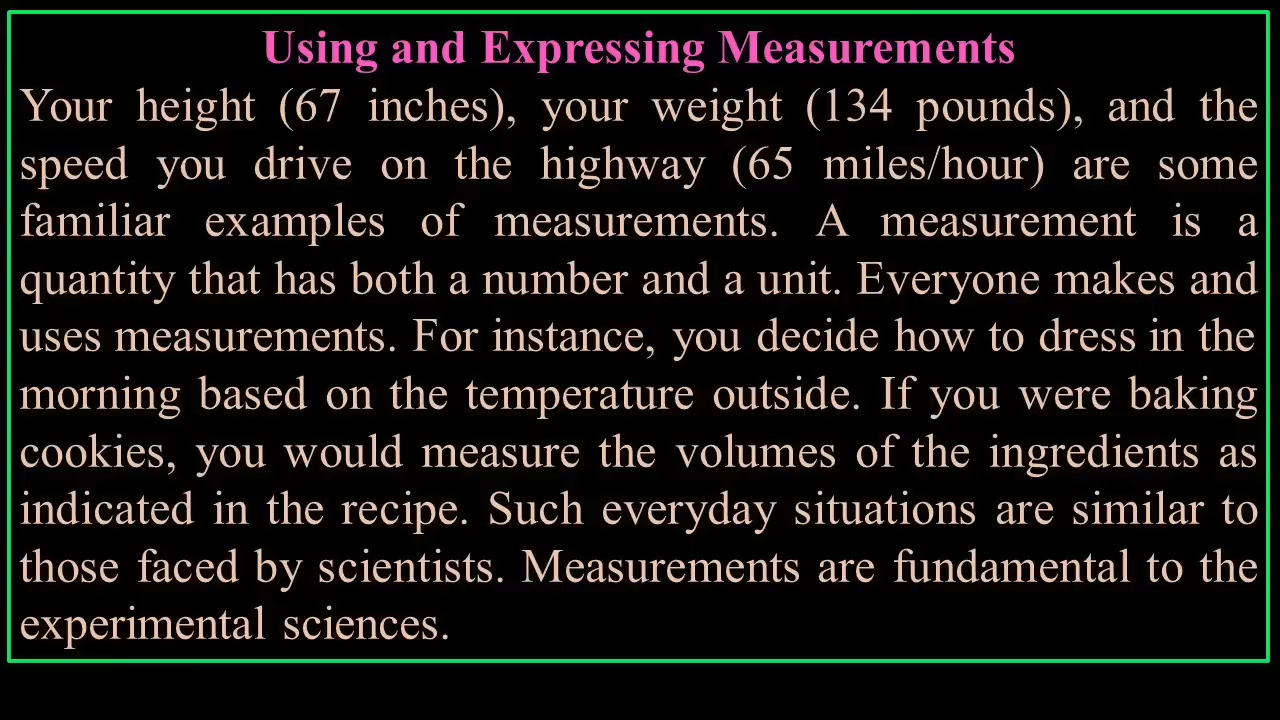 Using and Expressing Measurements
Your height (67 inches), your weight (134 pounds), and the
speed you drive on the highway (65 miles/hour) are some
familiar examples of measurements. A measurement is a
quantity that has both a number and a unit. Everyone makes and
uses measurements. For instance, you decide how to dress in the
morning based on the temperature outside. If you were baking
cookies, you would measure the volumes of the ingredients as
indicated in the recipe. Such everyday situations are similar to
those faced by scientists. Measurements are fundamental to the
experimental sciences.